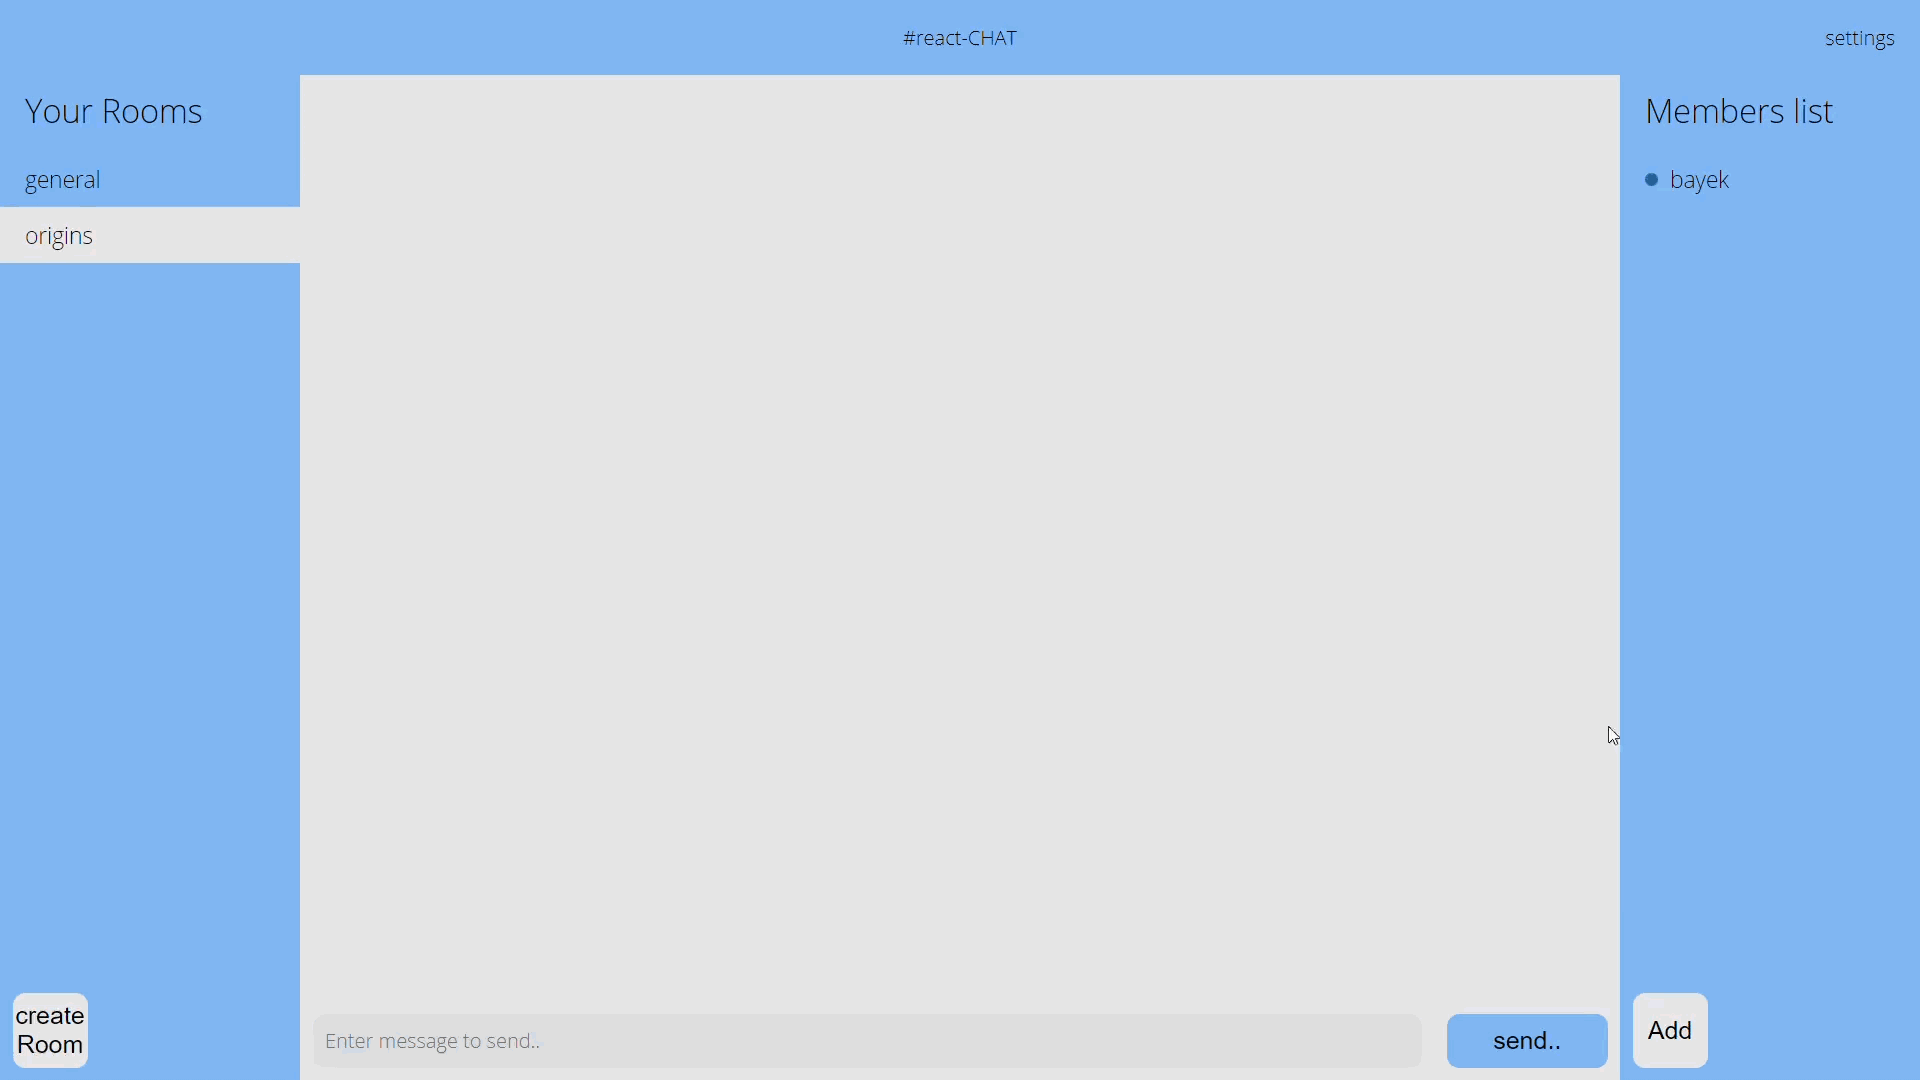 #react-CHAT
settings
Your Rooms
general
origins
Members list
bayek
create
Room
Enter message to send..
send..
Add